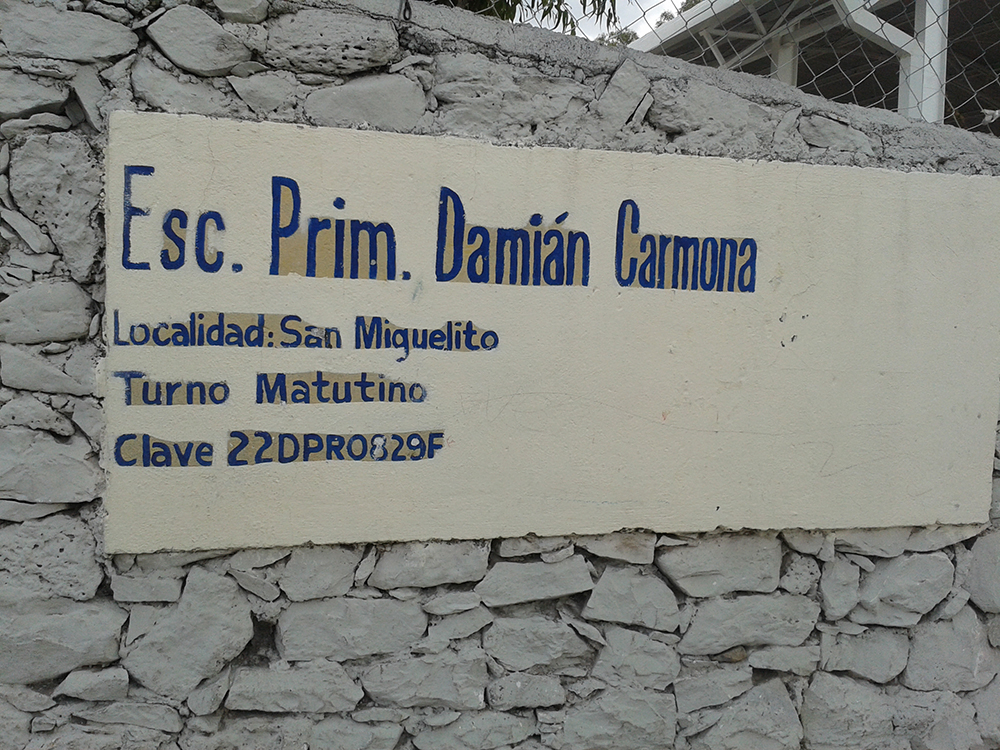 Esc. Prim. Damián Carmona
Localidad: San Miguelito
Turno Matutino
Clave 22DPR0829F